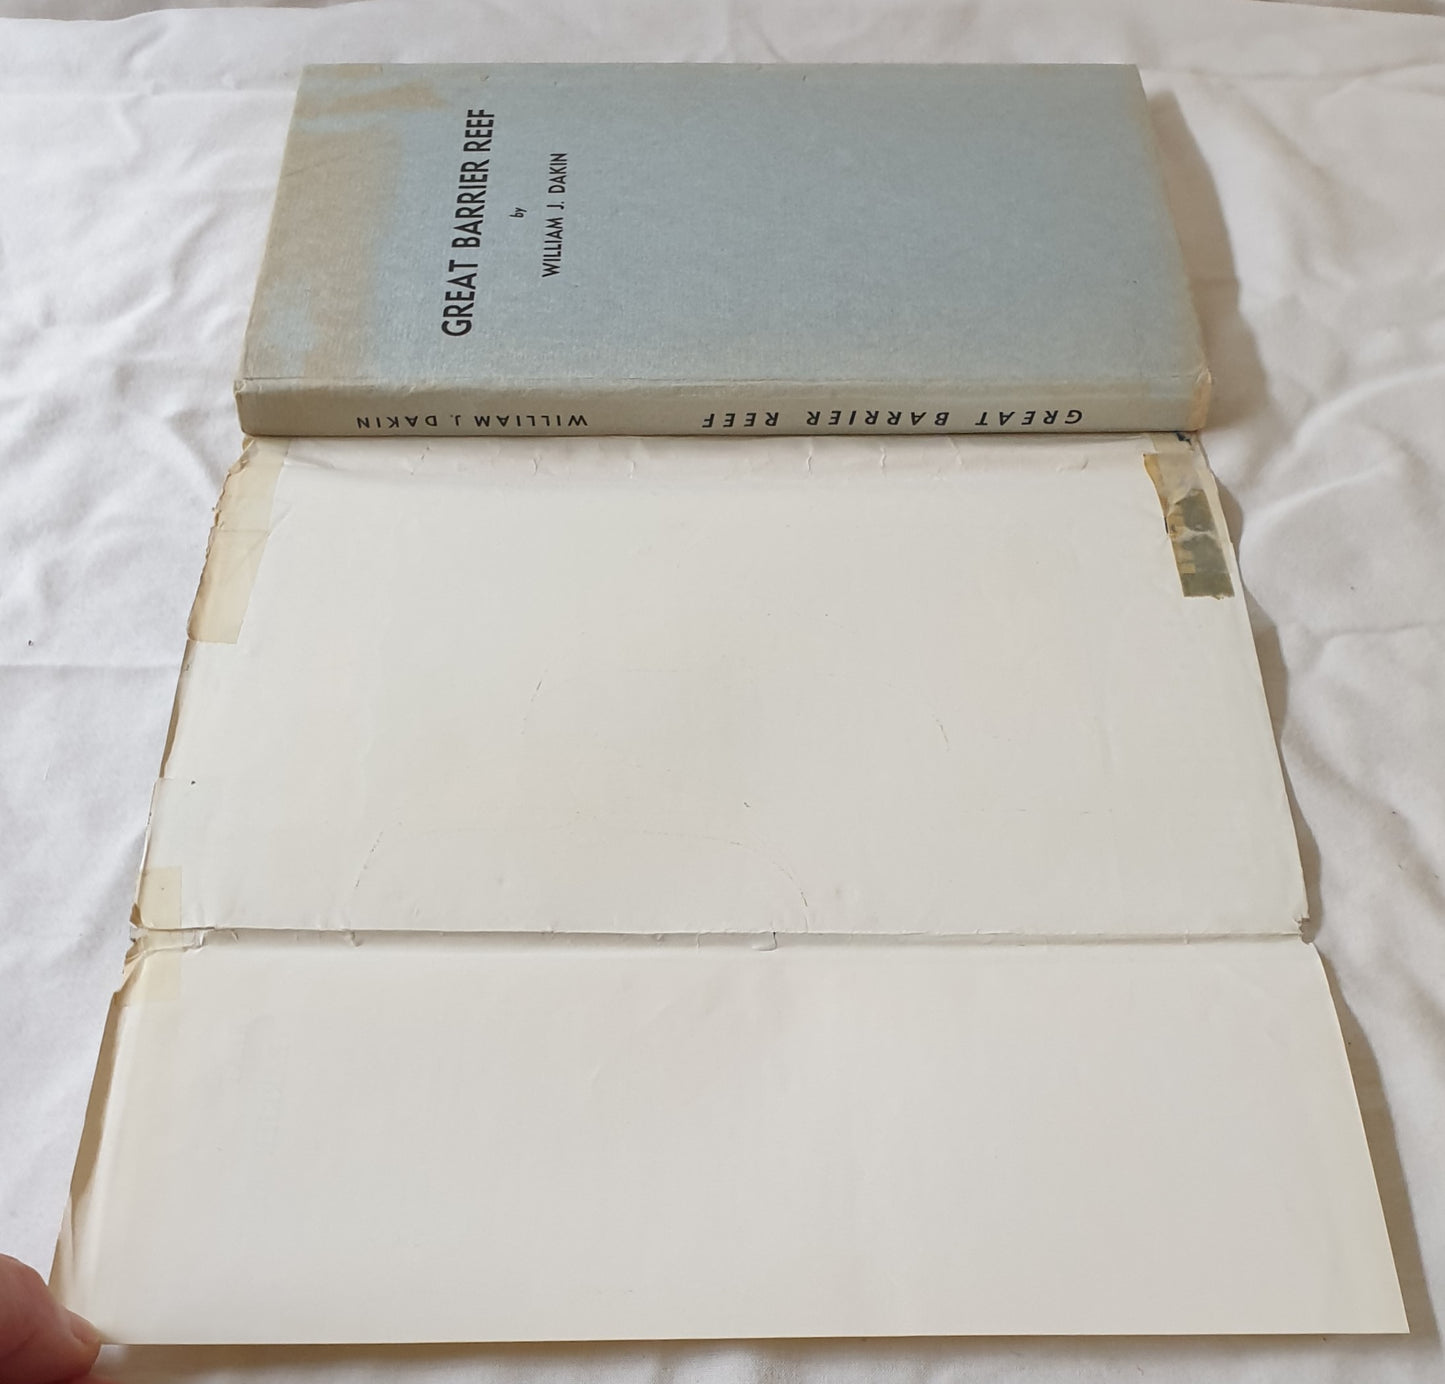 GREAT BARRIER REEF
by
WILLIAM J. DAKIN
GREAT BARRIER REEF WILLIAM J. DAKIN